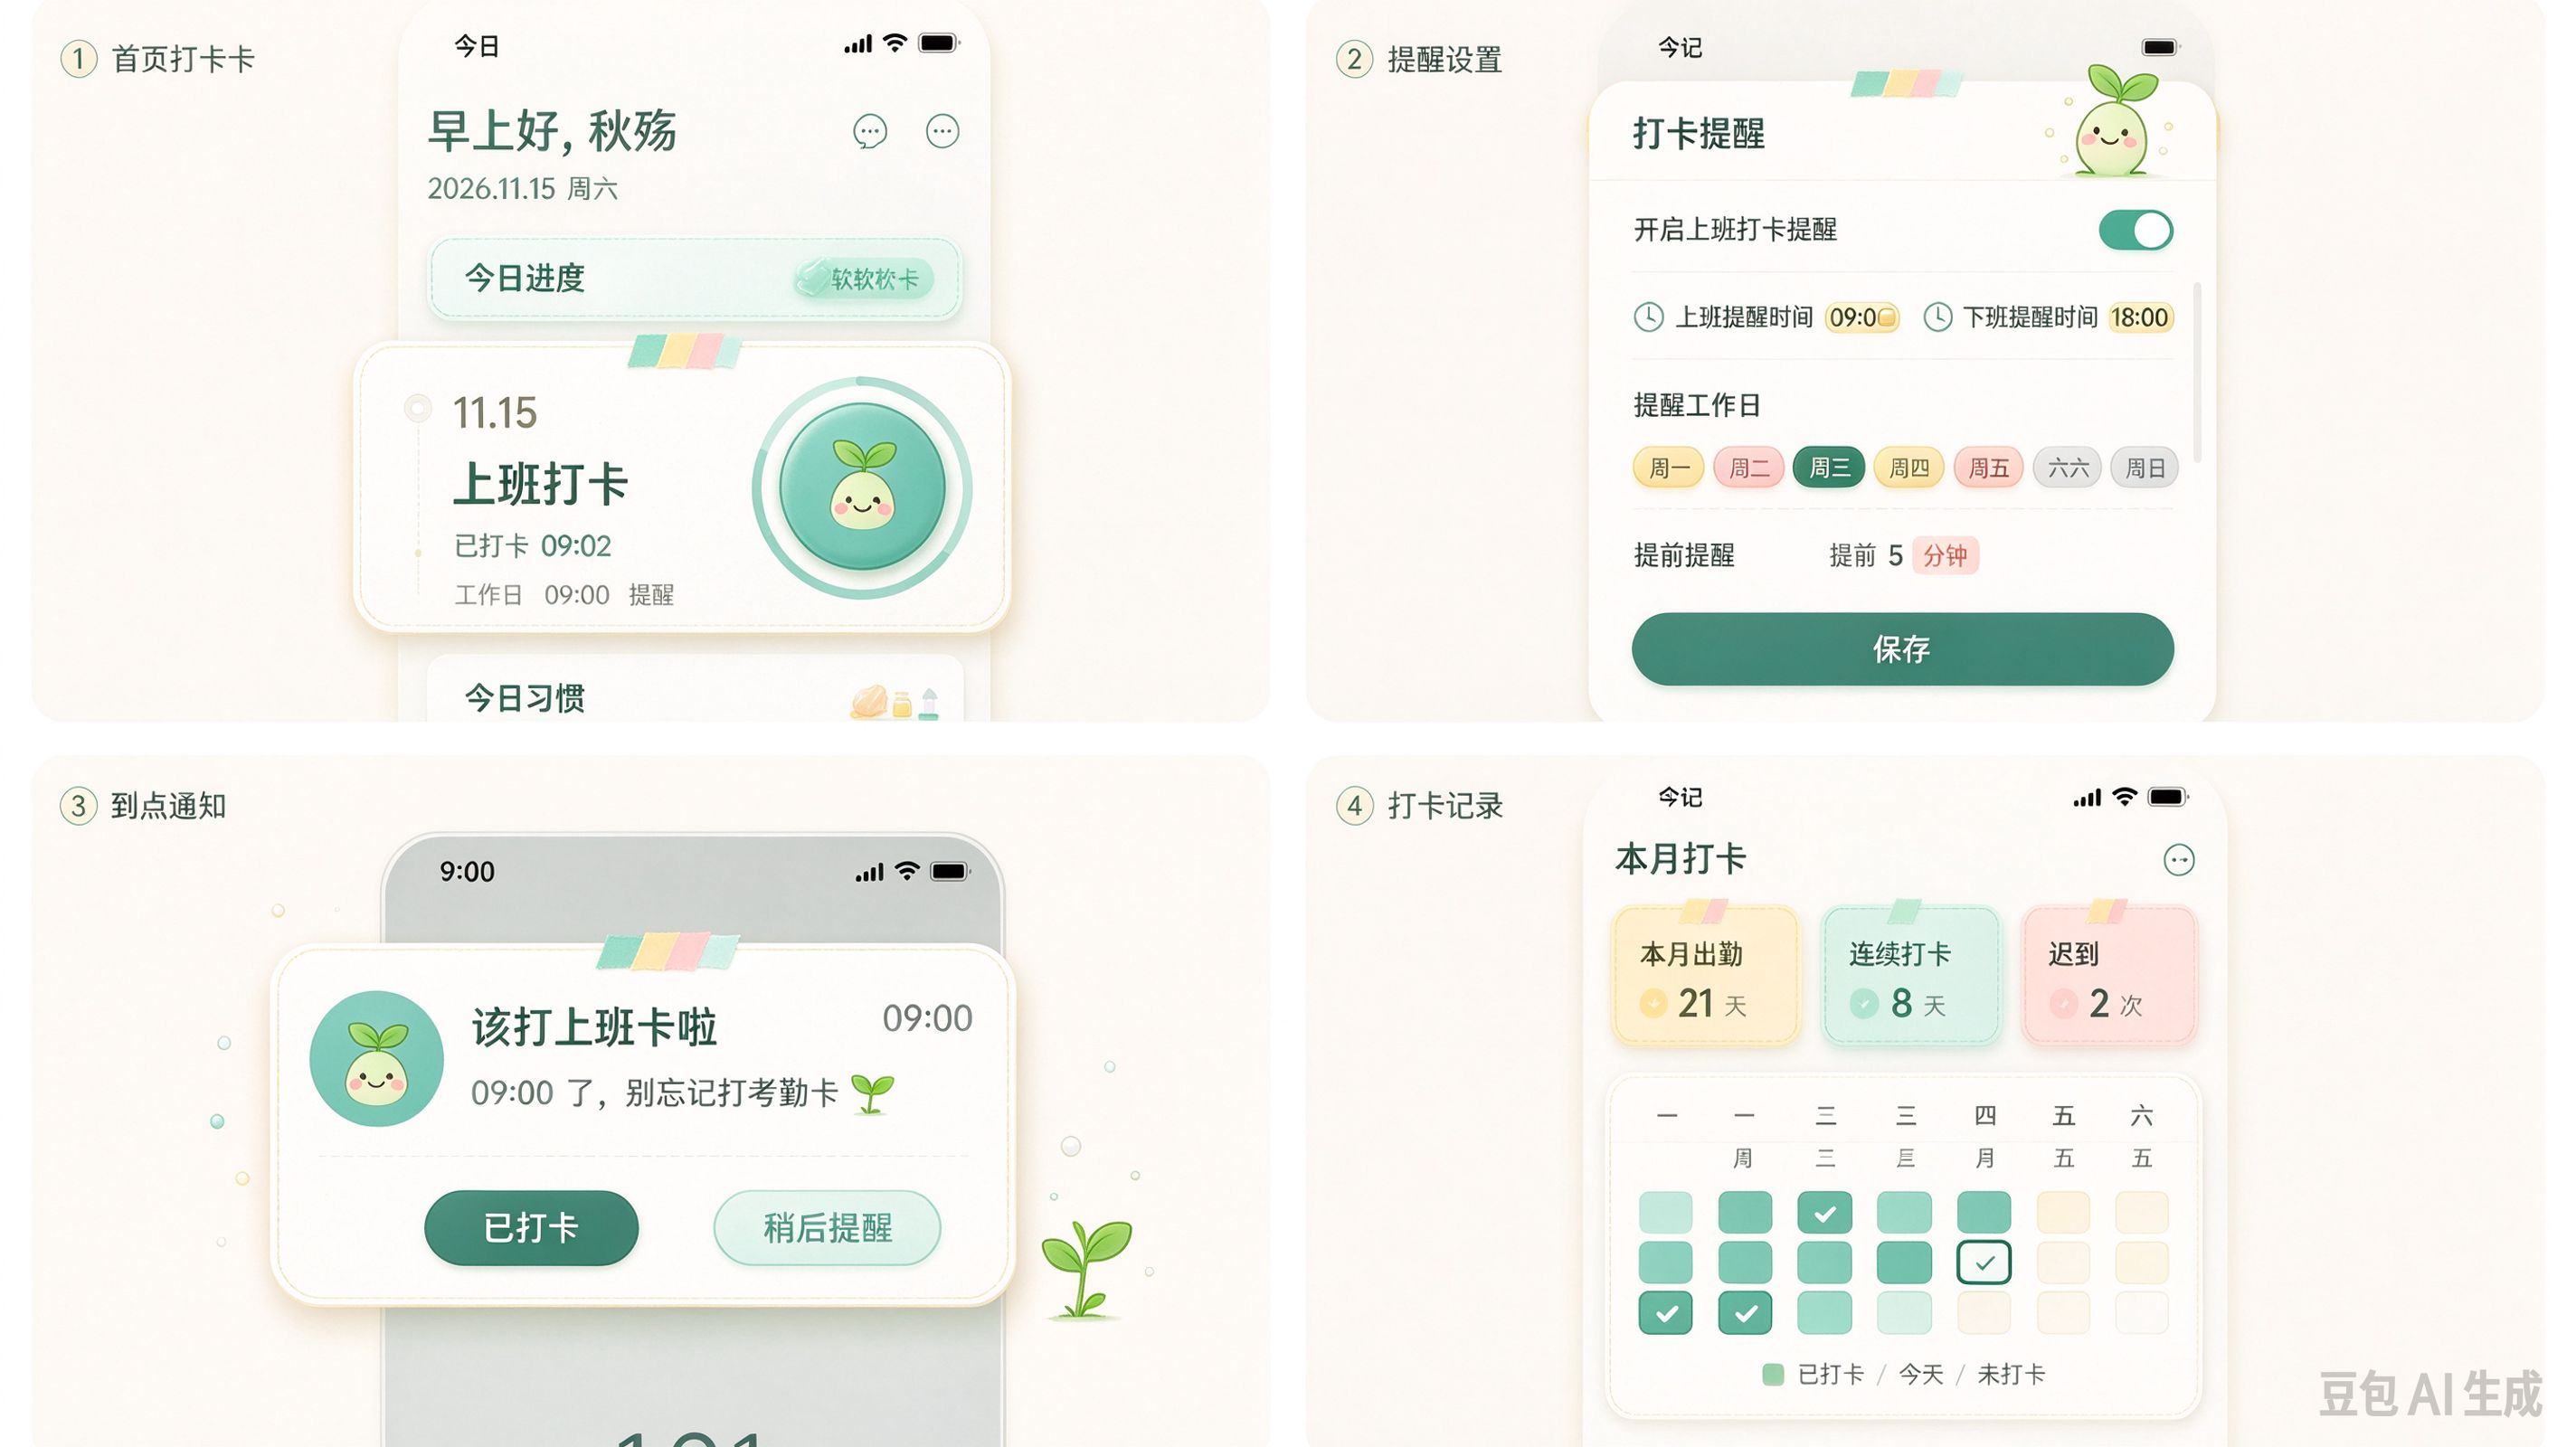 1 首页打卡卡
今日
早上好, 秋殇
2026.11.15 周六
今日进度
软软松卡
11.15
上班打卡
已打卡 09:02
工作日 09:00 提醒
今日习惯
2 提醒设置
今记
打卡提醒
开启上班打卡提醒
上班提醒时间 09:0 下班提醒时间 18:00
提醒工作日
周一 周二 周三 周四 周五 六六 周日
提前提醒 提前 5 分钟
保存
3 到点通知
9:00
该打上班卡啦 09:00
09:00 了，别忘记打考勤卡
已打卡 稍后提醒
4 打卡记录
今记
本月打卡
本月出勤 连续打卡 迟到
21 天 8 天 2 次
一 一 三 三 四 五 六
周 三 月 五 五
已打卡 / 今天 / 未打卡
豆包 AI 生成